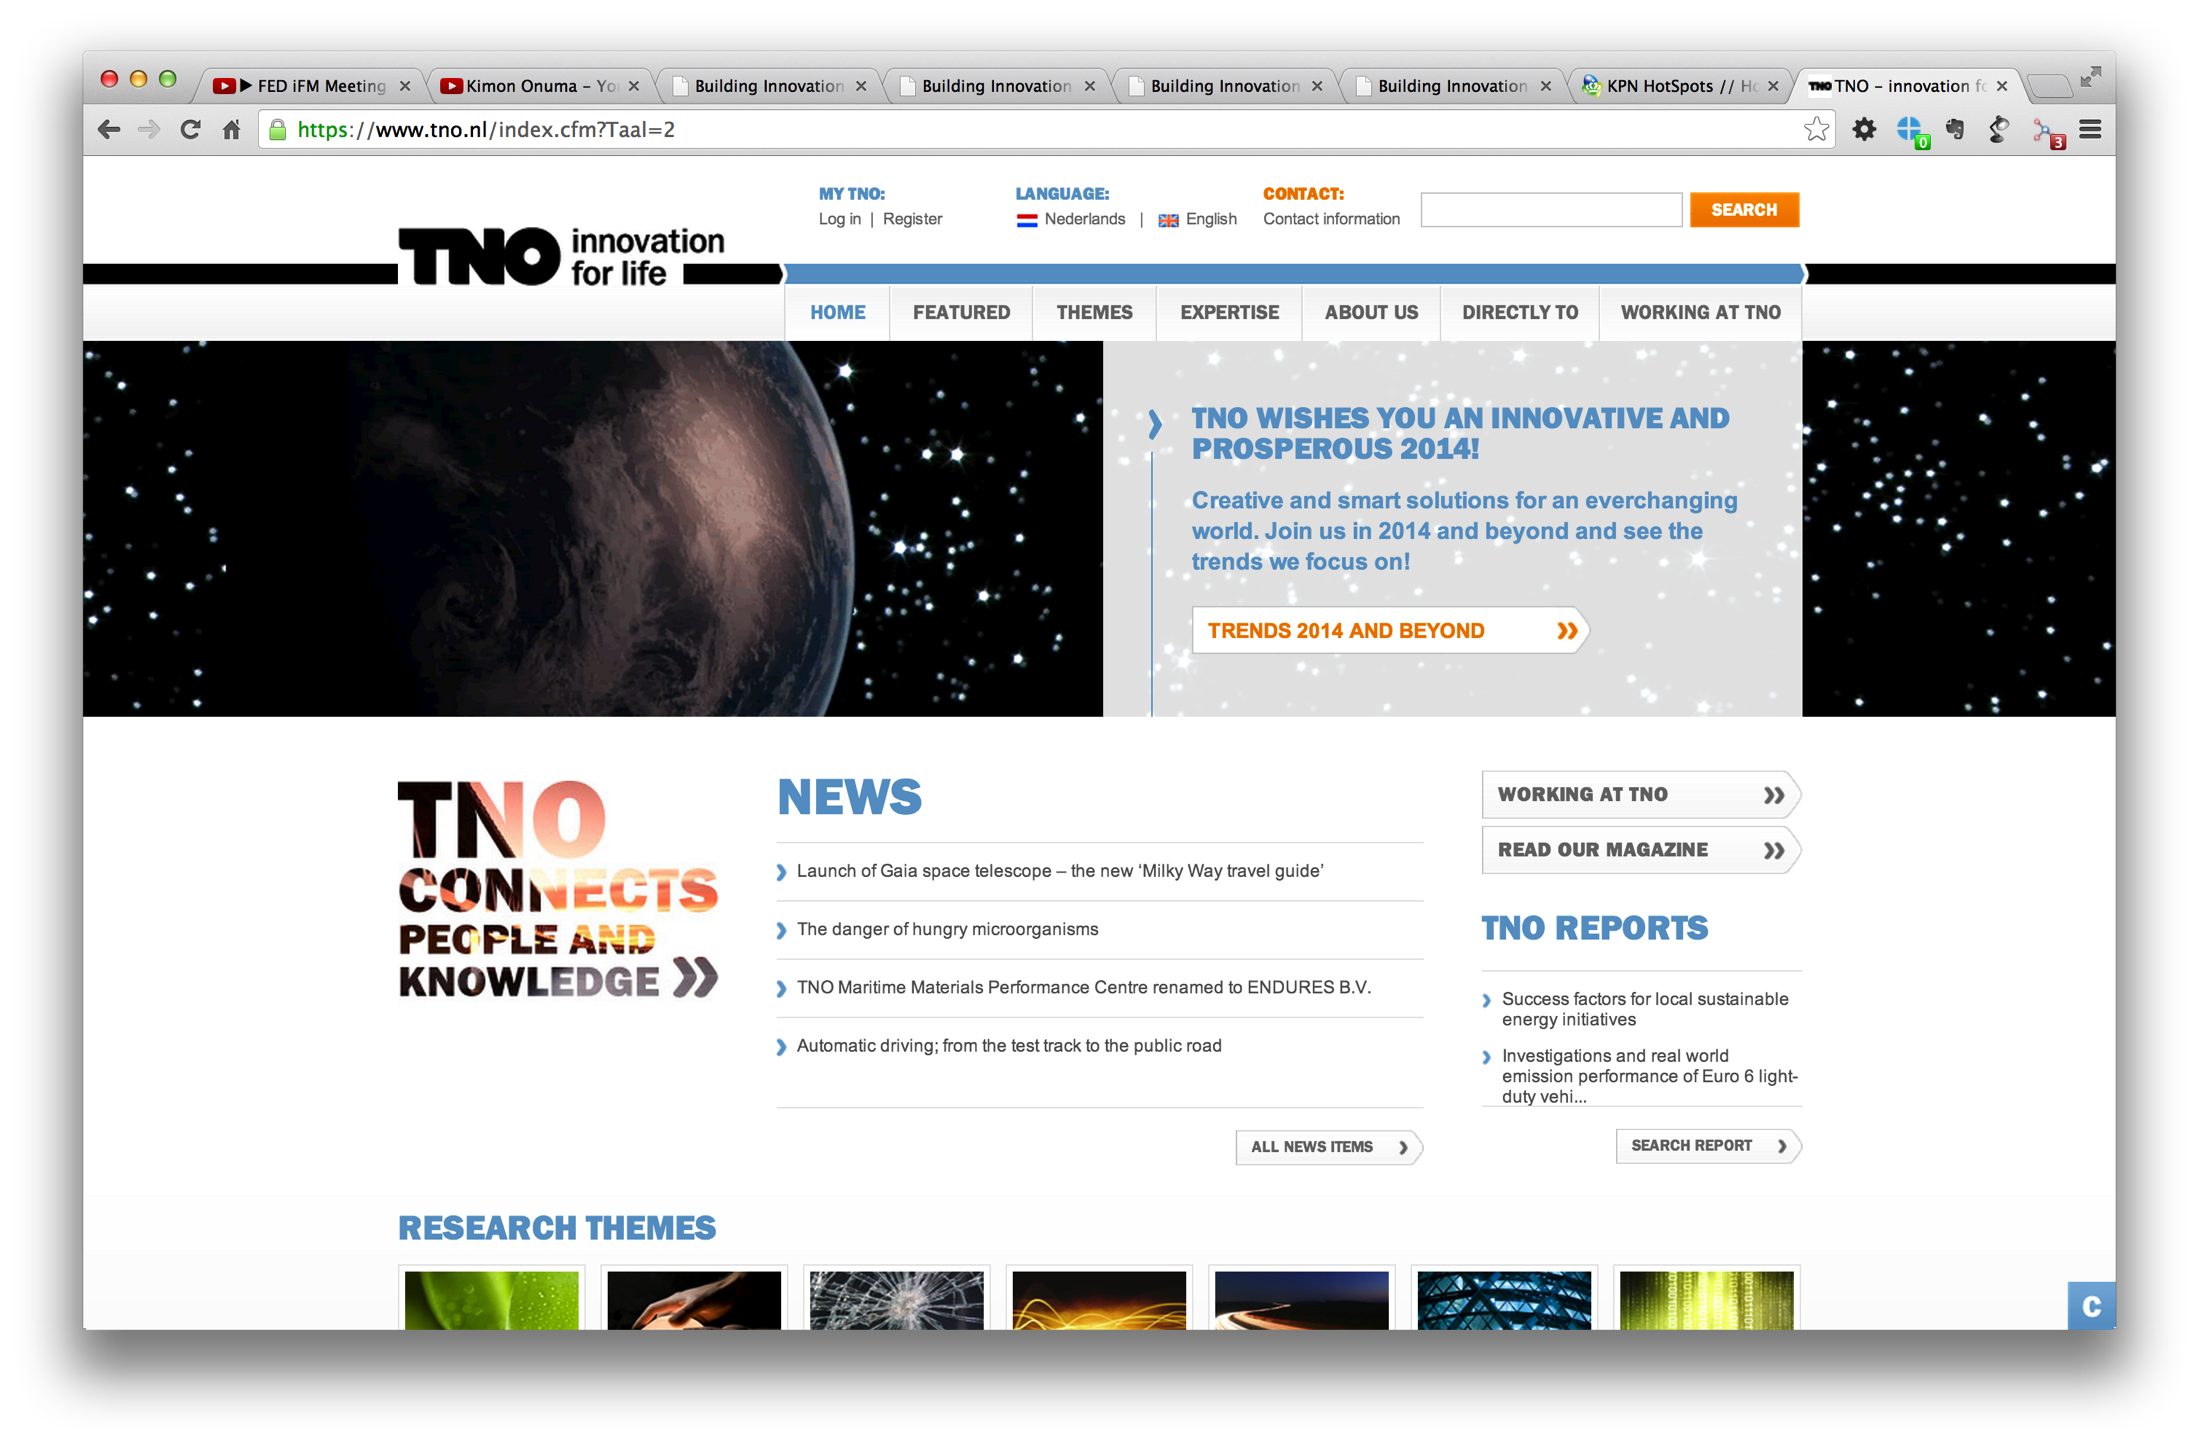 ▶ FED iFM Meeting
Kimon Onuma – Yo
Building Innovation
Building Innovation
Building Innovation
Building Innovation
KPN HotSpots // Ho
TNO TNO – innovation fo
https://www.tno.nl/index.cfm?Taal=2
0
3
MY TNO:
Log in | Register
LANGUAGE:
Nederlands | English
CONTACT:
Contact information
SEARCH
TNO innovation
for life
HOME
FEATURED
THEMES
EXPERTISE
ABOUT US
DIRECTLY TO
WORKING AT TNO
TNO WISHES YOU AN INNOVATIVE AND
PROSPEROUS 2014!
Creative and smart solutions for an everchanging
world. Join us in 2014 and beyond and see the
trends we focus on!
TRENDS 2014 AND BEYOND
TNO
CONNECTS
PEOPLE AND
KNOWLEDGE
NEWS
Launch of Gaia space telescope – the new ‘Milky Way travel guide’
The danger of hungry microorganisms
TNO Maritime Materials Performance Centre renamed to ENDURES B.V.
Automatic driving; from the test track to the public road
ALL NEWS ITEMS
WORKING AT TNO
READ OUR MAGAZINE
TNO REPORTS
Success factors for local sustainable
energy initiatives
Investigations and real world
emission performance of Euro 6 light-
duty vehi...
SEARCH REPORT
RESEARCH THEMES
C